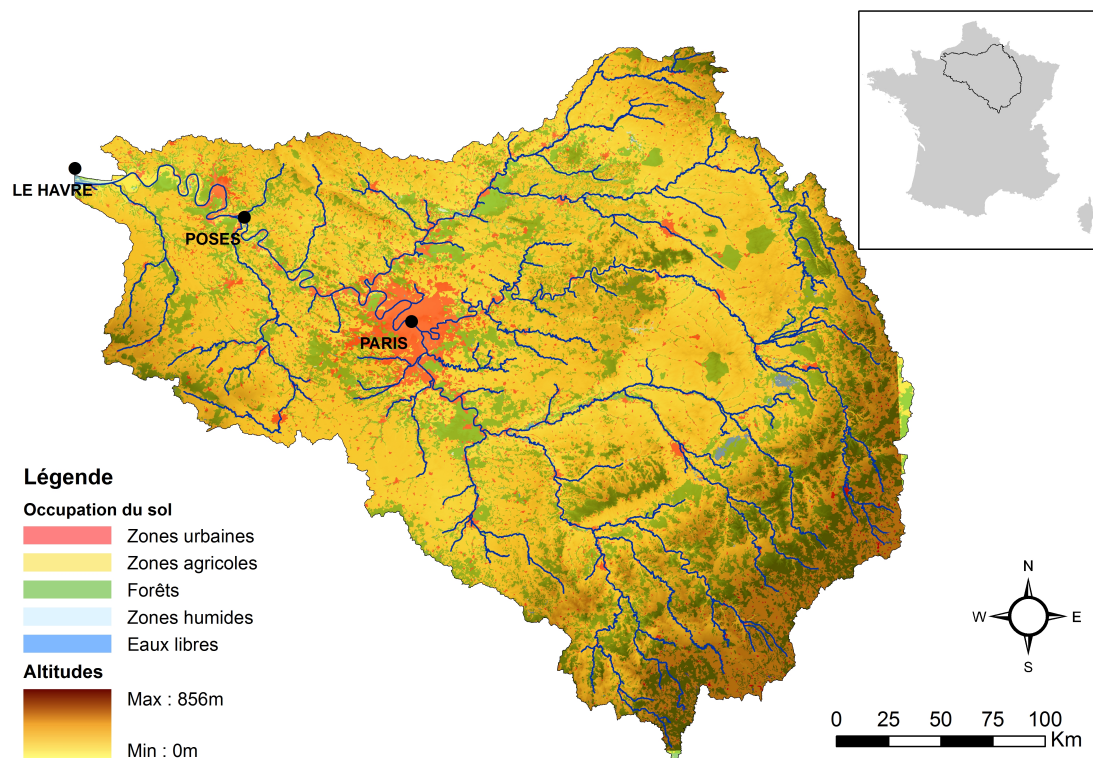 LE HAVRE
POSES
PARIS
Légende
Occupation du sol
Zones urbaines
Zones agricoles
Forêts
Zones humides
Eaux libres
Altitudes
Max : 856m
Min : 0m
N
W E
S
0 25 50 75 100
Km